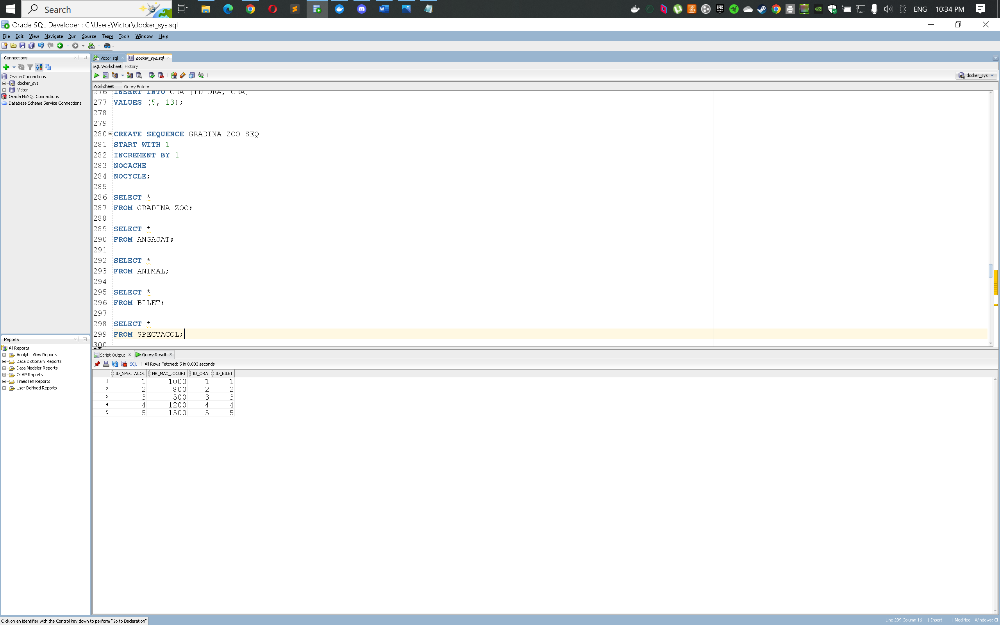 Search
ENG
10:34 PM
Oracle SQL Developer : C:\Users\Victor\docker_sys.sql
File Edit View Navigate Run Source Team Tools Window Help
Connections
Oracle Connections
docker_sys
Victor
Oracle NoSQL Connections
Database Schema Service Connections
Victor.sql
docker_sys.sql
SQL Worksheet History
docker_sys
Worksheet Query Builder
276 INSERT INTO ORA (ID_ORA, ORA)
277 VALUES (5, 13);
278
279
280 CREATE SEQUENCE GRADINA_ZOO_SEQ
281 START WITH 1
282 INCREMENT BY 1
283 NOCACHE
284 NOCYCLE;
285
286 SELECT *
287 FROM GRADINA_ZOO;
288
289 SELECT *
290 FROM ANGAJAT;
291
292 SELECT *
293 FROM ANIMAL;
294
295 SELECT *
296 FROM BILET;
297
298 SELECT *
299 FROM SPECTACOL;
300
Reports
All Reports
Analytic View Reports
Data Dictionary Reports
Data Modeler Reports
OLAP Reports
TimesTen Reports
User Defined Reports
Script Output x Query Result x
SQL | All Rows Fetched: 5 in 0.003 seconds
ID_SPECTACOL NR_MAX_LOCURI ID_ORA ID_BILET
1 1 1000 1 1
2 2 800 2 2
3 3 500 3 3
4 4 1200 4 4
5 5 1500 5 5
Click on an identifier with the Control key down to perform "Go to Declaration"
| Line 299 Column 16 | Insert | Modified | Windows: